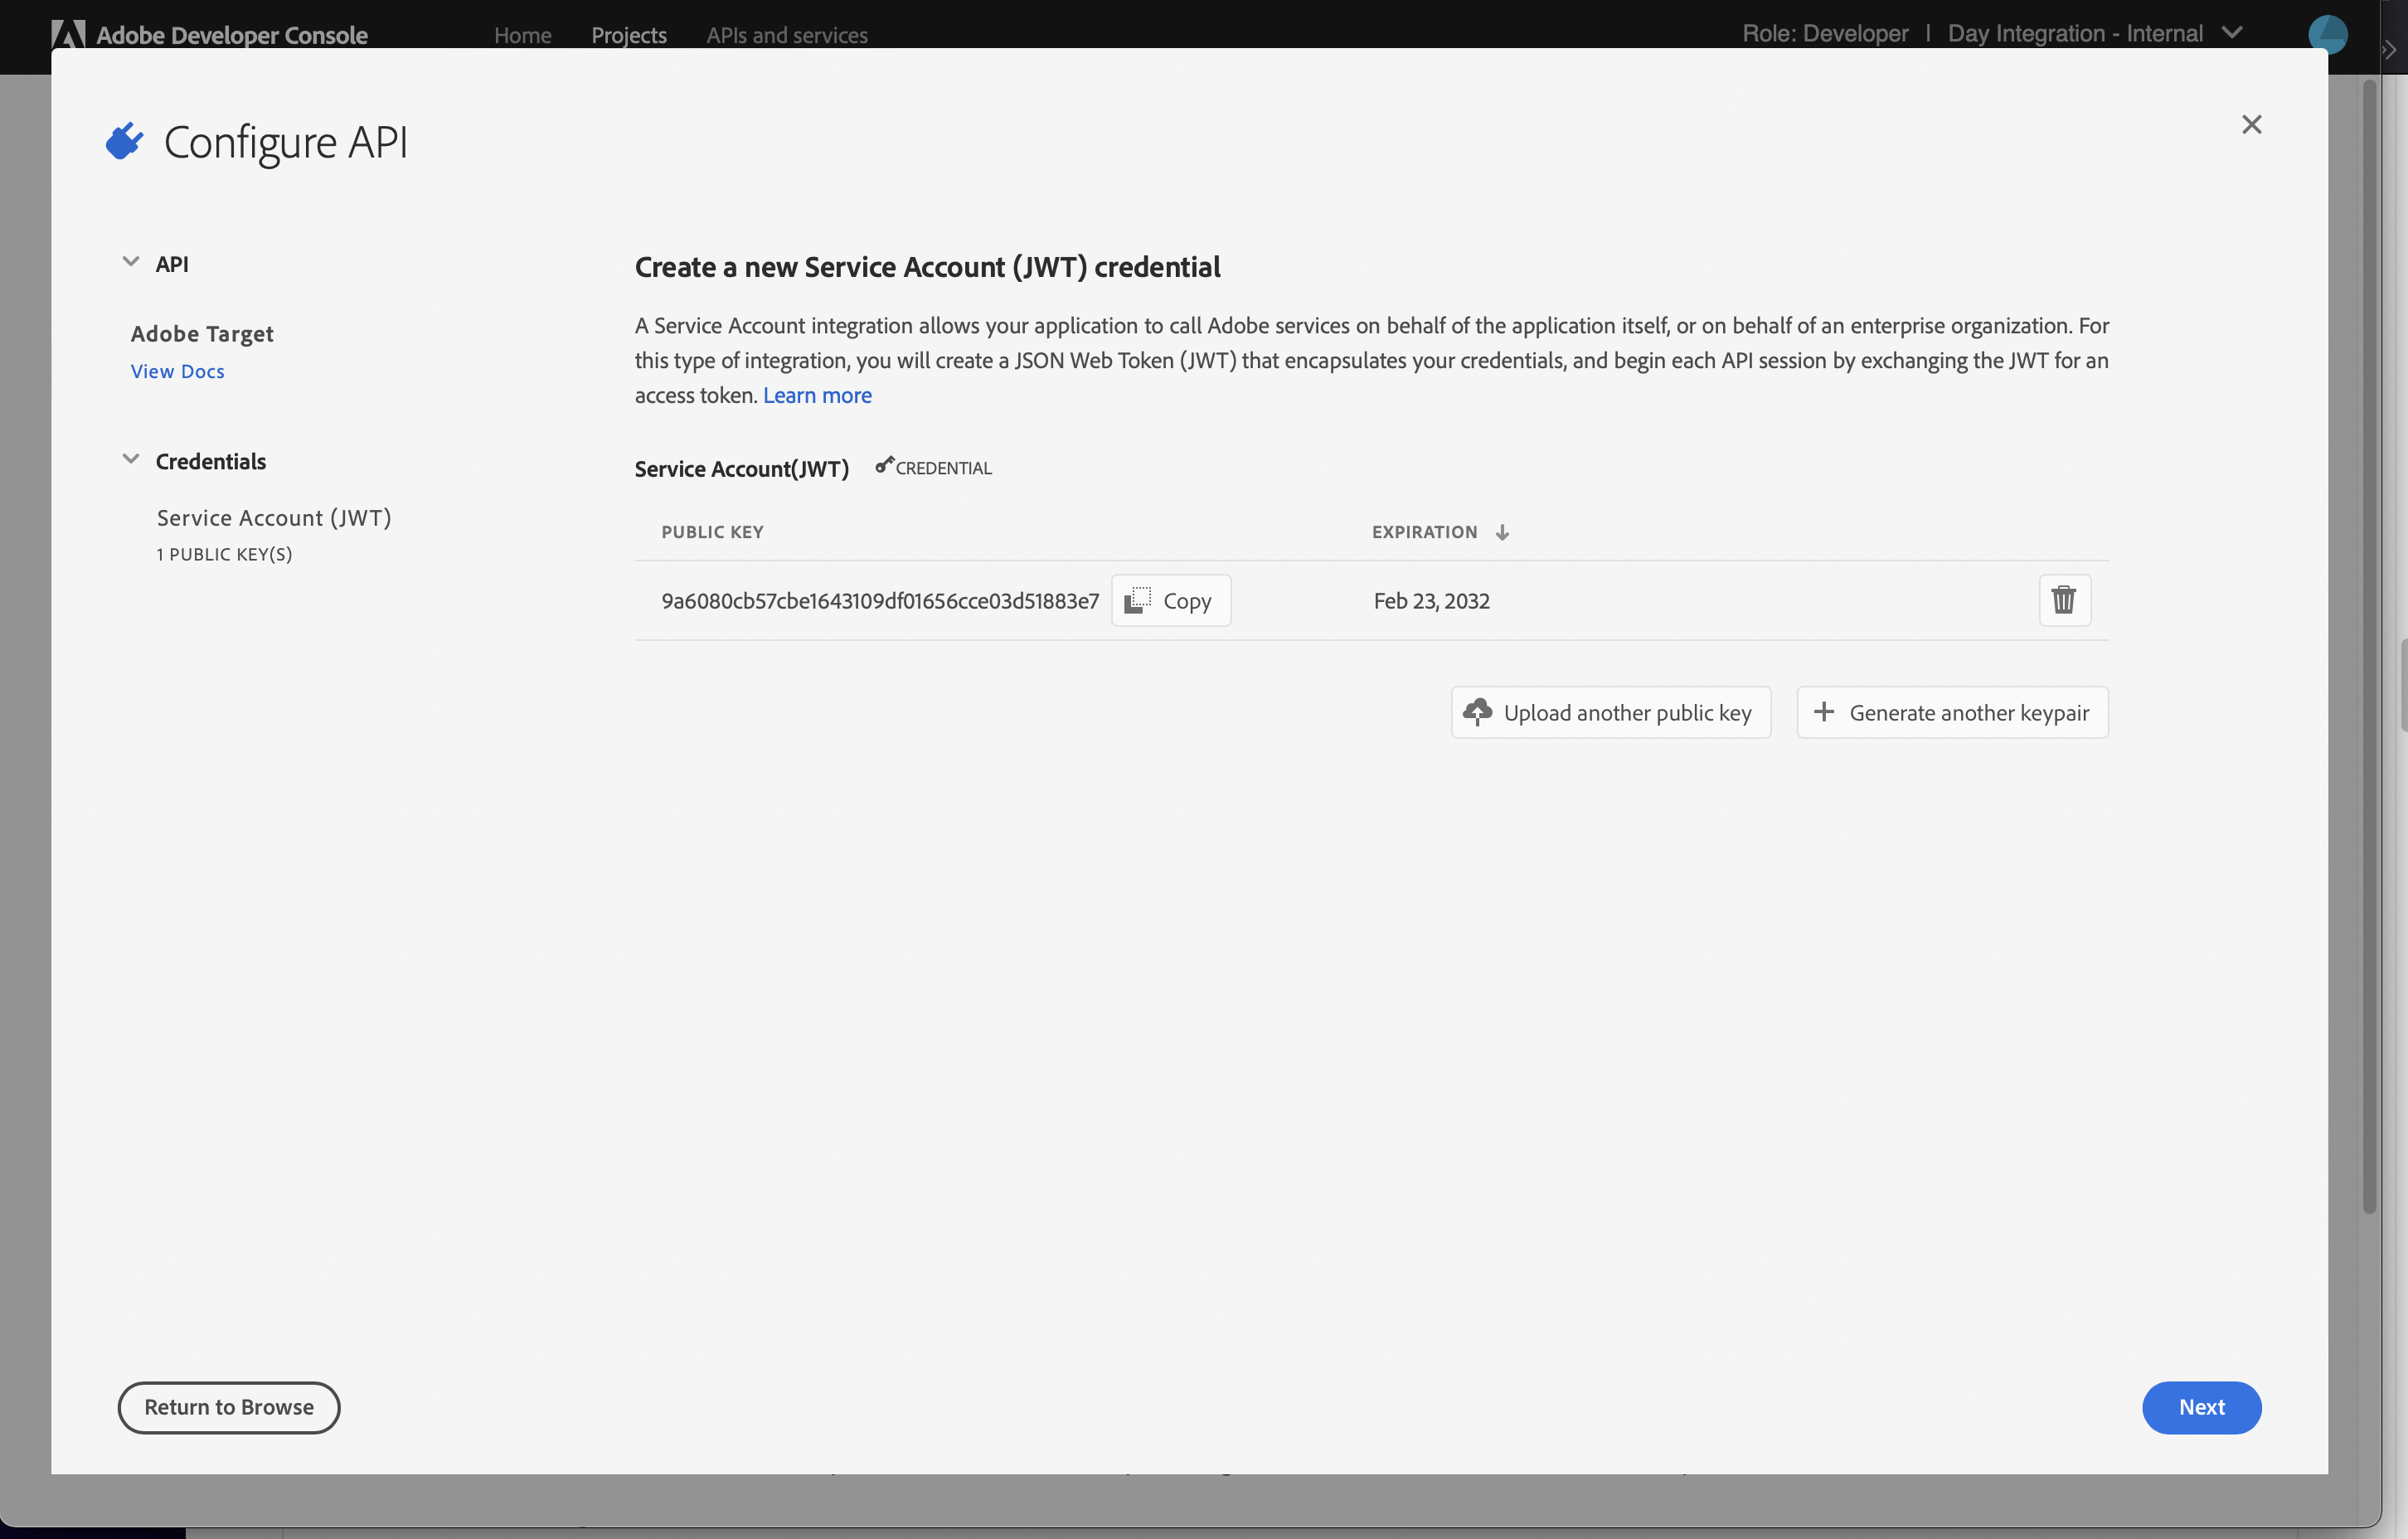 Adobe Developer Console Home Projects APIs and services Role: Developer | Day Integration - Internal
Configure API
API
Adobe Target
View Docs
Credentials
Service Account (JWT)
1 PUBLIC KEY(S)
Create a new Service Account (JWT) credential
A Service Account integration allows your application to call Adobe services on behalf of the application itself, or on behalf of an enterprise organization. For
this type of integration, you will create a JSON Web Token (JWT) that encapsulates your credentials, and begin each API session by exchanging the JWT for an
access token. Learn more
Service Account(JWT) CREDENTIAL
PUBLIC KEY EXPIRATION
9a6080cb57cbe1643109df01656cce03d51883e7 Copy Feb 23, 2032
Upload another public key Generate another keypair
Return to Browse Next